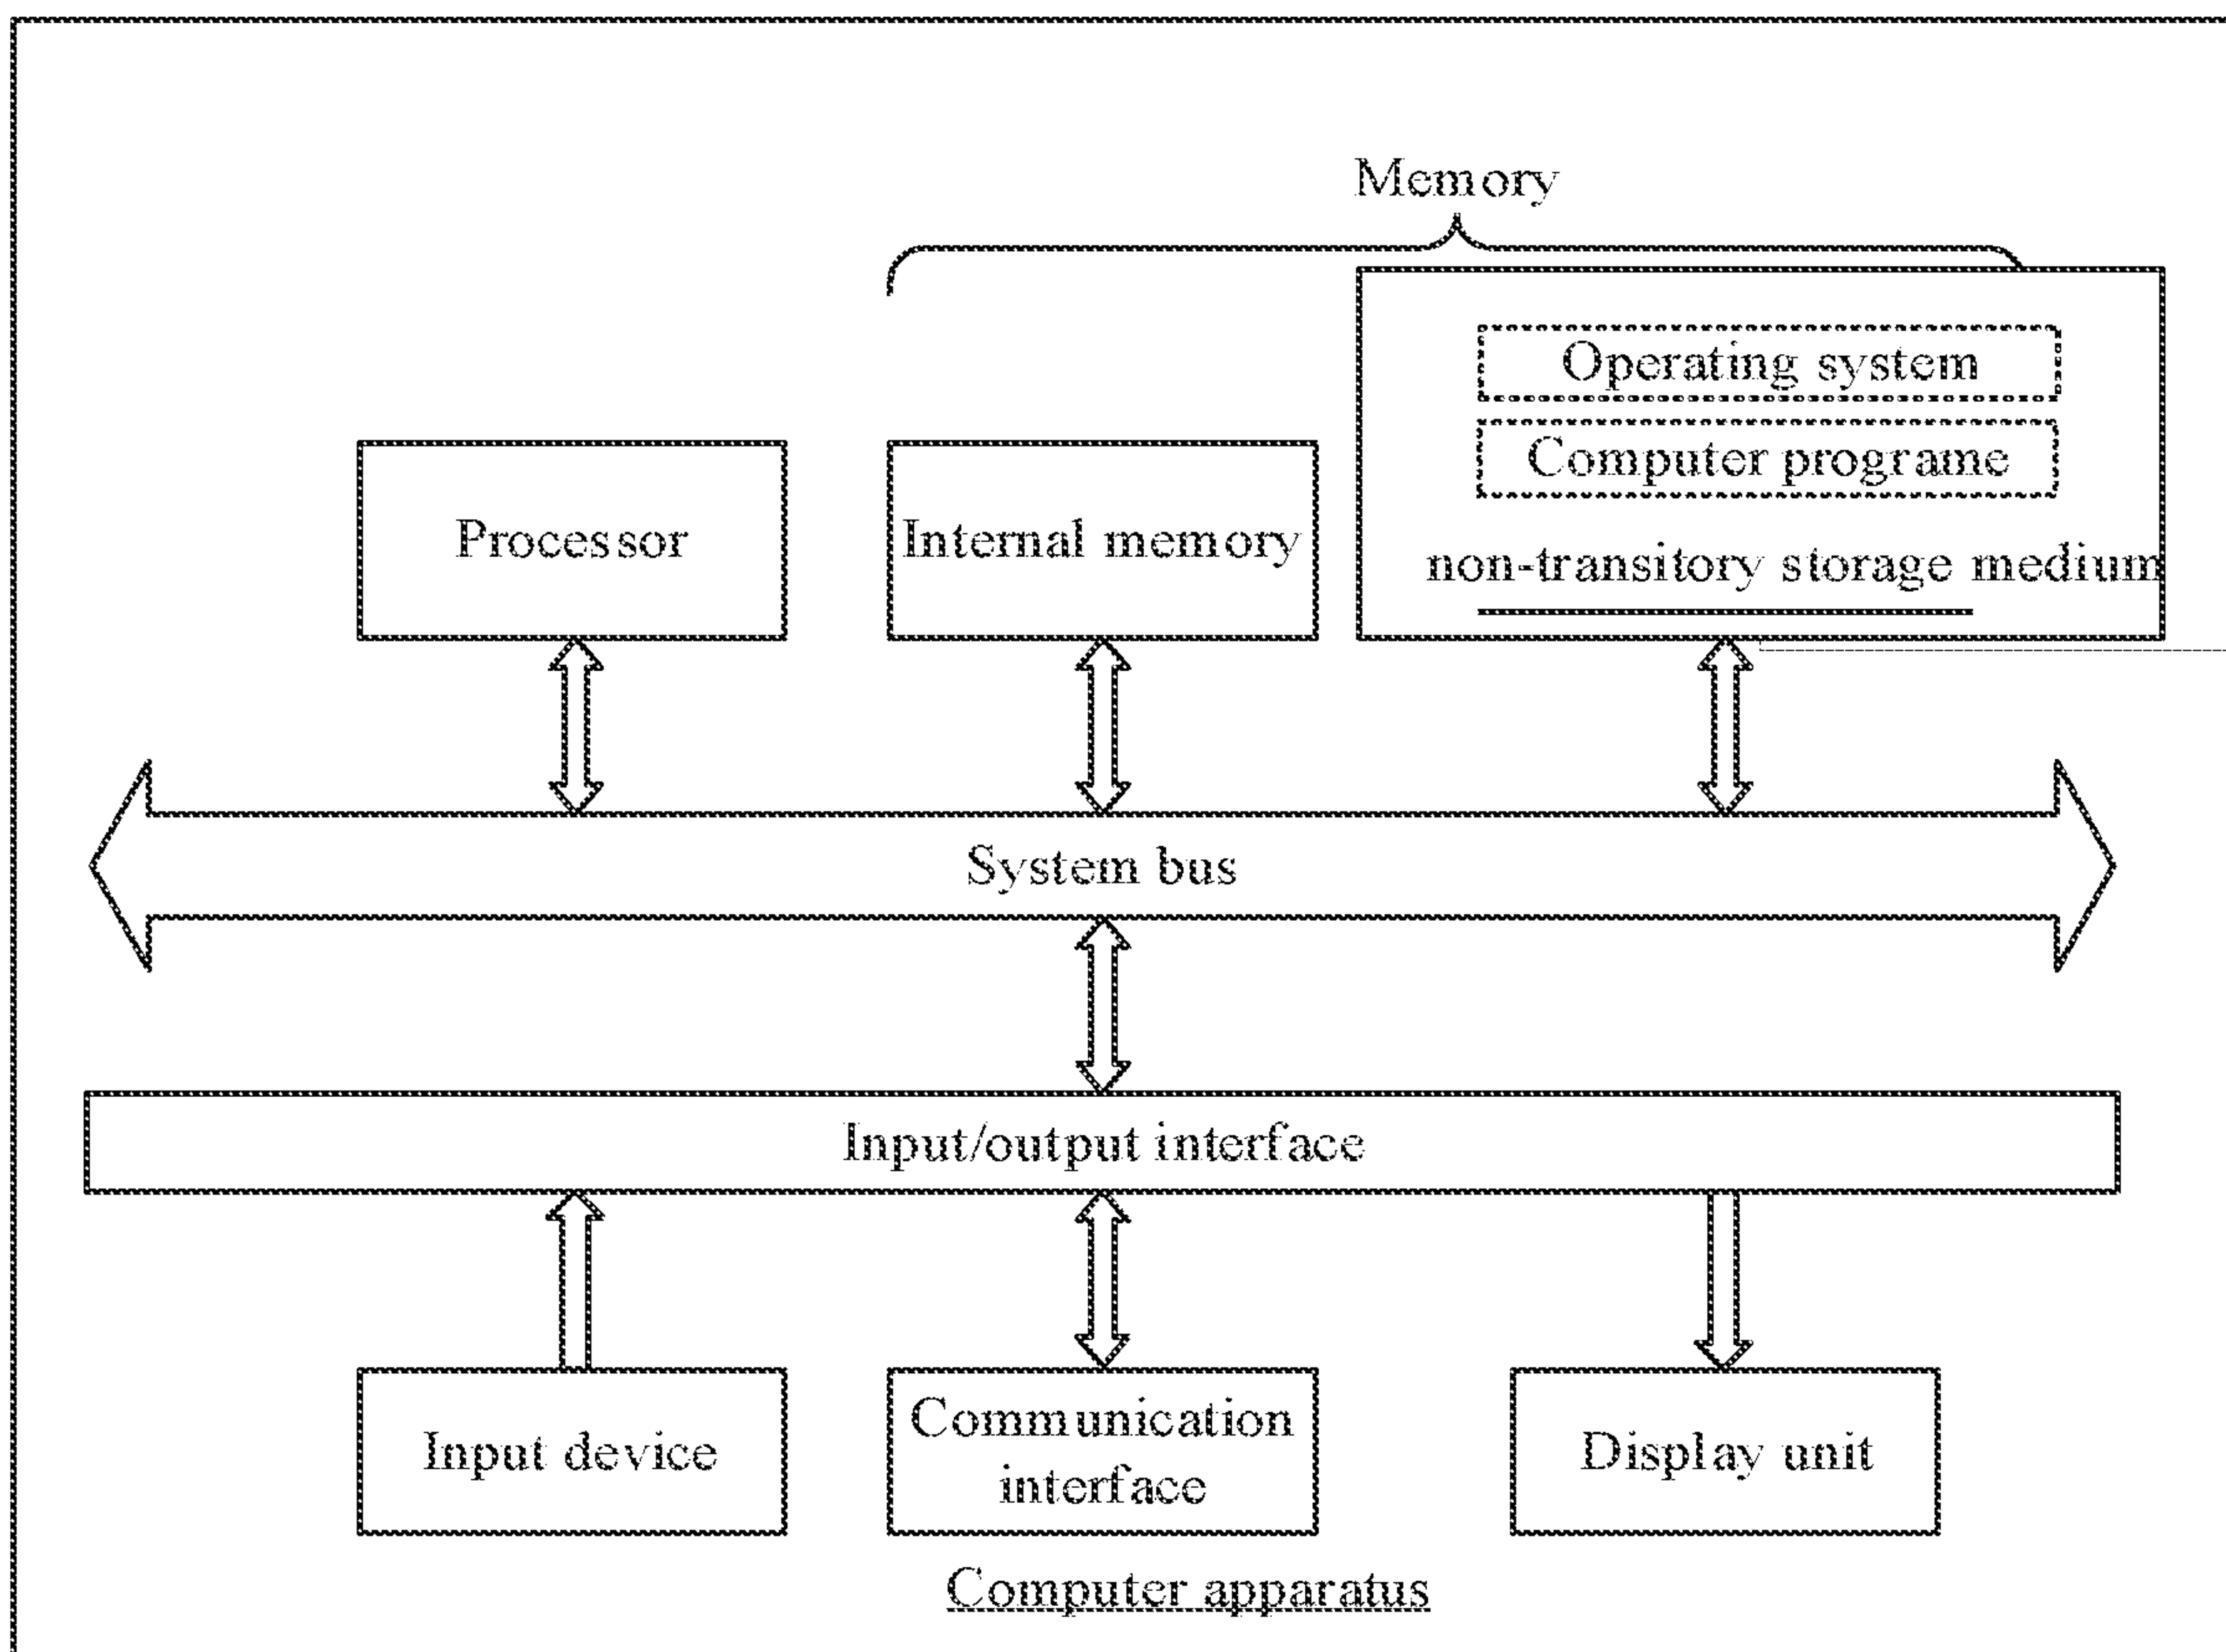 Memory
Operating system
Computer programe
non-transitory storage medium
Processor
Internal memory
System bus
Input/output interface
Input device
Communication
interface
Display unit
Computer apparatus